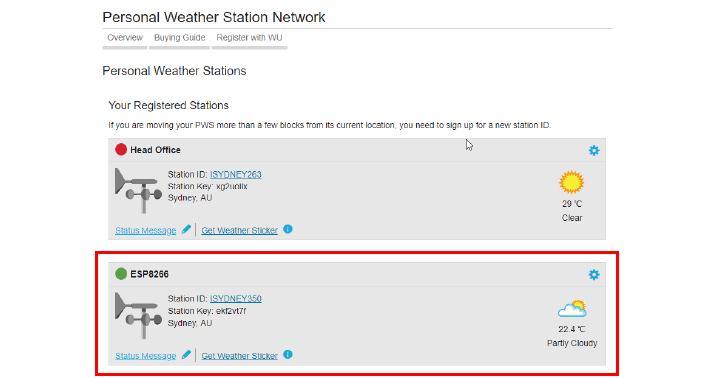 Personal Weather Station Network
Overview Buying Guide Register with WU
Personal Weather Stations
Your Registered Stations
If you are moving your PWS more than a few blocks from its current location, you need to sign up for a new station ID.
Head Office
Station ID: ISYDNEY263
Station Key:
Sydney, AU
29 °C
Clear
Status Message Get Weather Sticker
ESP8266
Station ID: ISYDNEY350
Station Key: ekf2vt7f
Sydney, AU
22.4 °C
Partly Cloudy
Status Message Get Weather Sticker